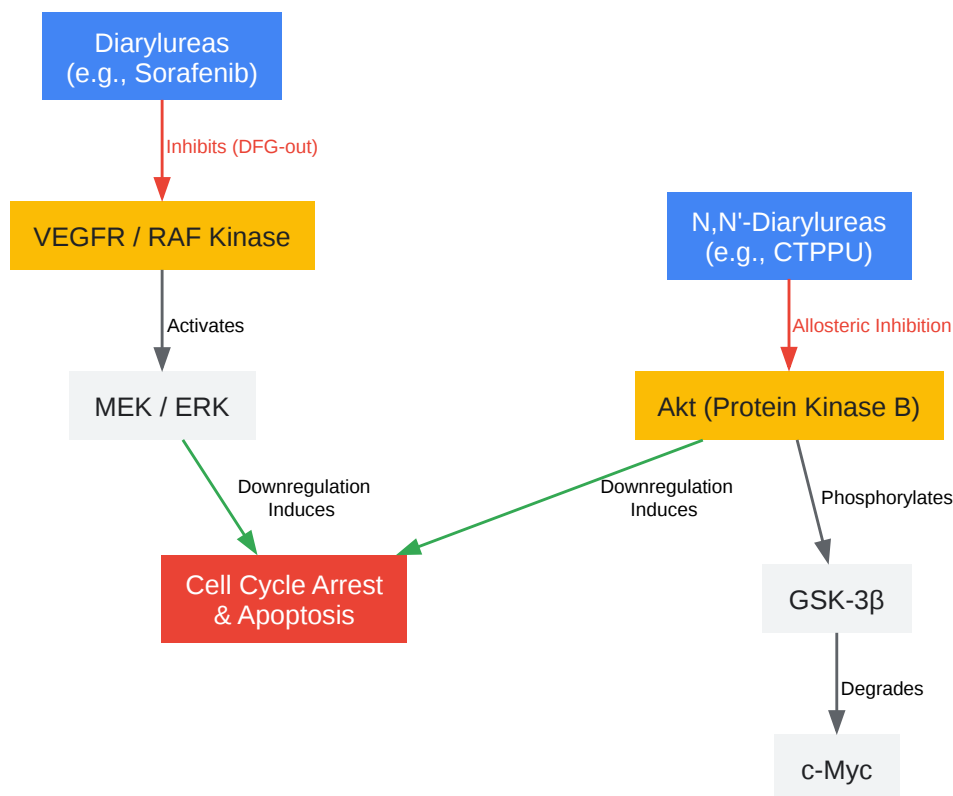 Diarylureas
(e.g., Sorafenib)
Inhibits (DFG-out)
VEGFR / RAF Kinase
N,N'-Diarylureas
(e.g., CTPPU)
Activates
Allosteric Inhibition
MEK / ERK
Akt (Protein Kinase B)
Downregulation
Induces
Downregulation
Induces
Phosphorylates
Cell Cycle Arrest
& Apoptosis
GSK-3β
Degrades
c-Myc